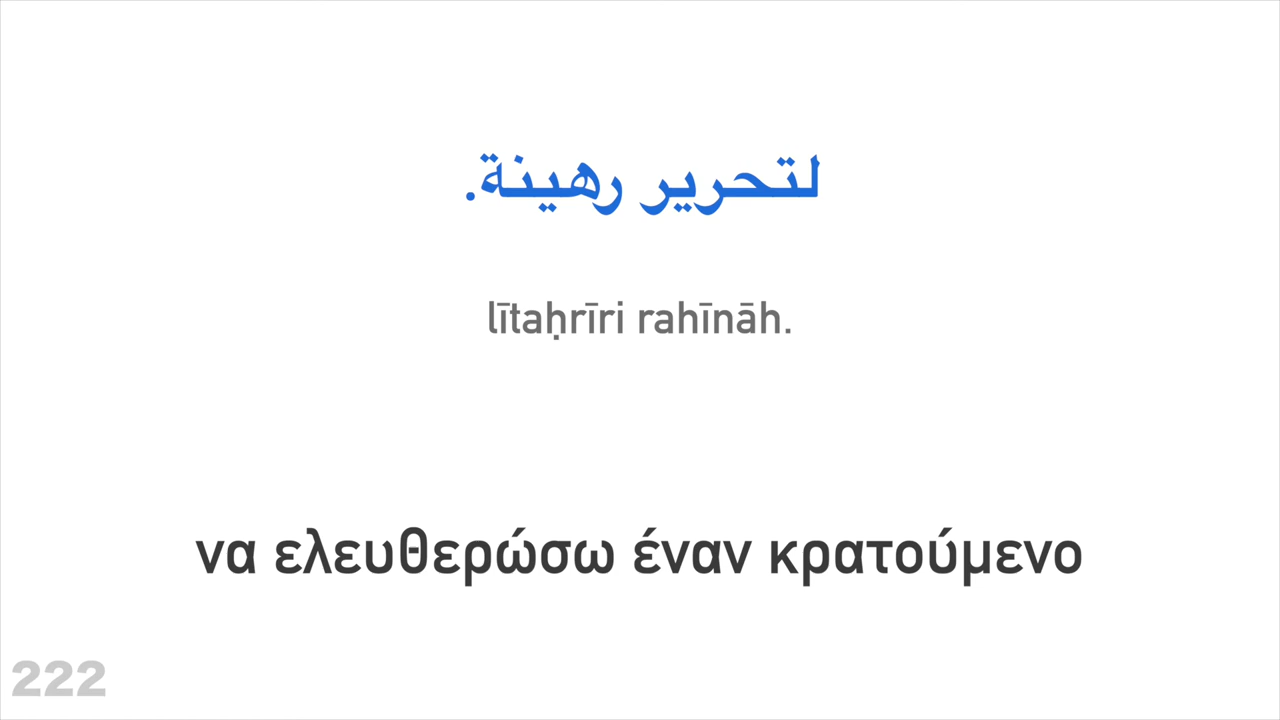 لتحرير رهينة.
lītaḥrīri rahīnāh.
να ελευθερώσω έναν κρατούμενο
222